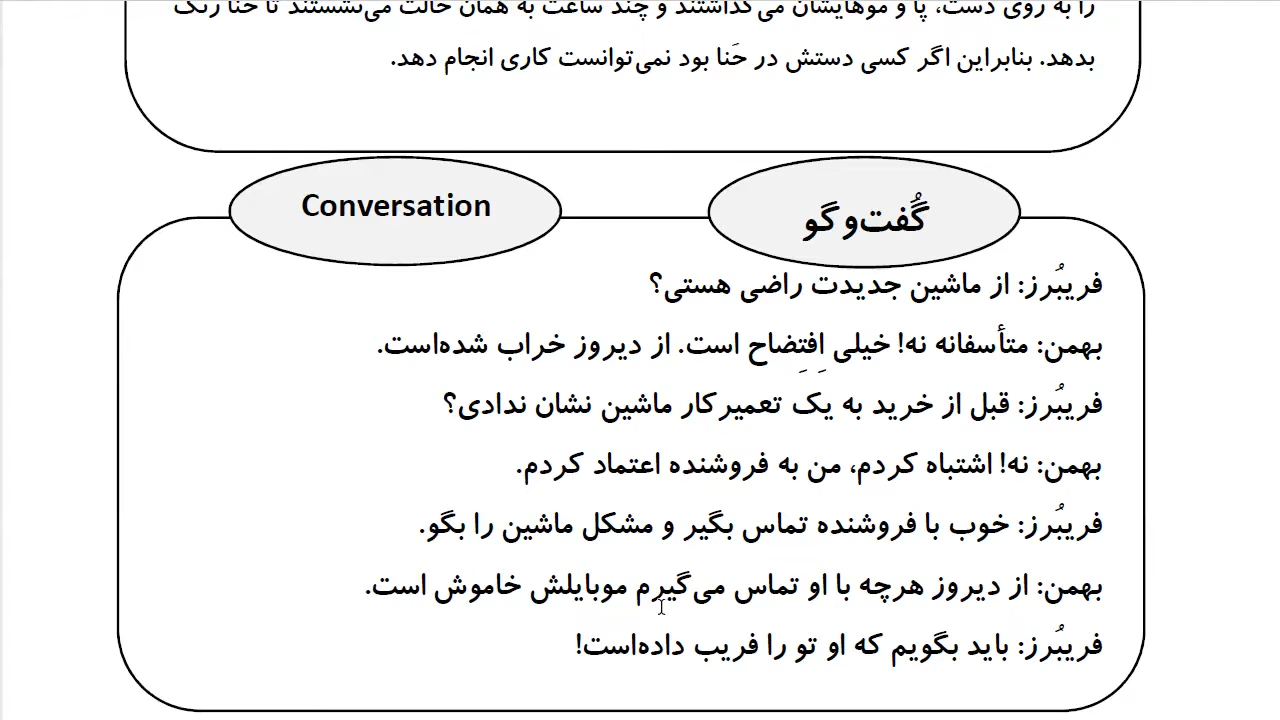 را به روی دست، پا و موهایشان می‌گذاشتند و چند ساعت به همان حالت می‌نشستند تا حنا رنگ
بدهد. بنابراین اگر کسی دستش در حَنا بود نمی‌توانست کاری انجام دهد.
گُفت‌و‌گو
Conversation
فریبُرز: از ماشین جدیدت راضی هستی؟
بهمن: متأسفانه نه! خیلی اِفتِضاح است. از دیروز خراب شده‌است.
فریبُرز: قبل از خرید به یک تعمیرکار ماشین نشان ندادی؟
بهمن: نه! اشتباه کردم، من به فروشنده اعتماد کردم.
فریبُرز: خوب با فروشنده تماس بگیر و مشکل ماشین را بگو.
بهمن: از دیروز هرچه با او تماس می‌گیرم موبایلش خاموش است.
فریبُرز: باید بگویم که او تو را فریب داده‌است!